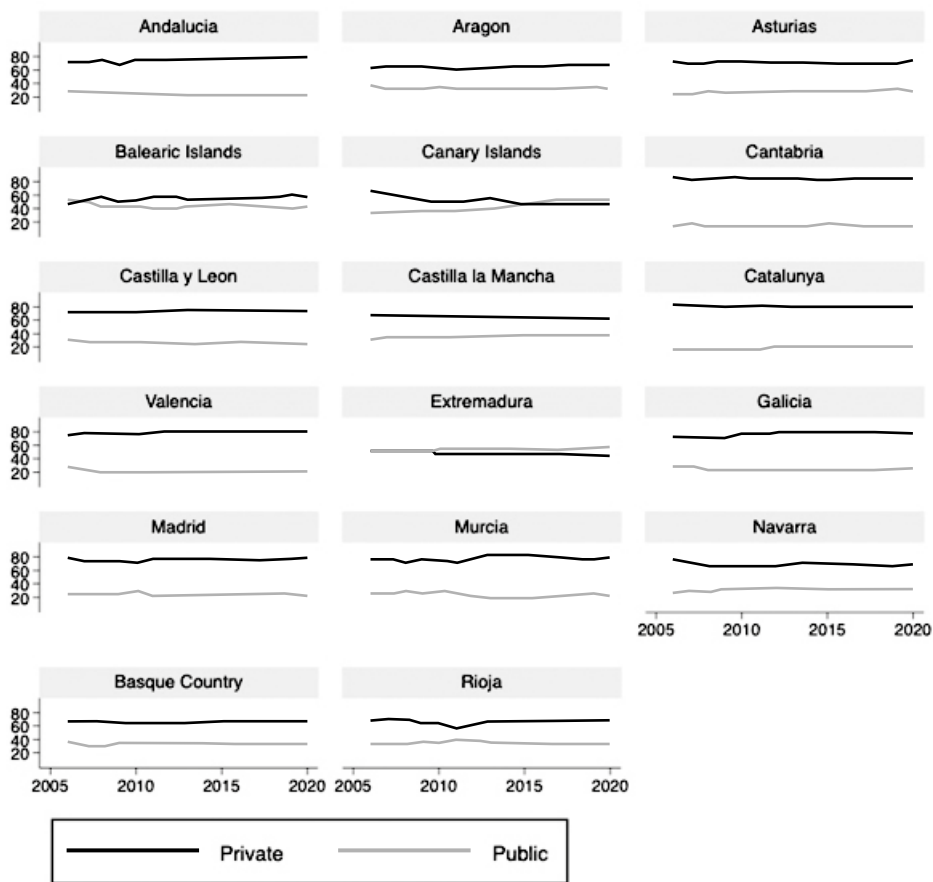 Andalucia Aragon Asturias
80
60
40
20
Balearic Islands Canary Islands Cantabria
80
60
40
20
Castilla y Leon Castilla la Mancha Catalunya
80
60
40
20
Valencia Extremadura Galicia
80
60
40
20
Madrid Murcia Navarra
80
60
40
20
2005 2010 2015 2020
Basque Country Rioja
80
60
40
20
2005 2010 2015 2020 2005 2010 2015 2020
Private Public